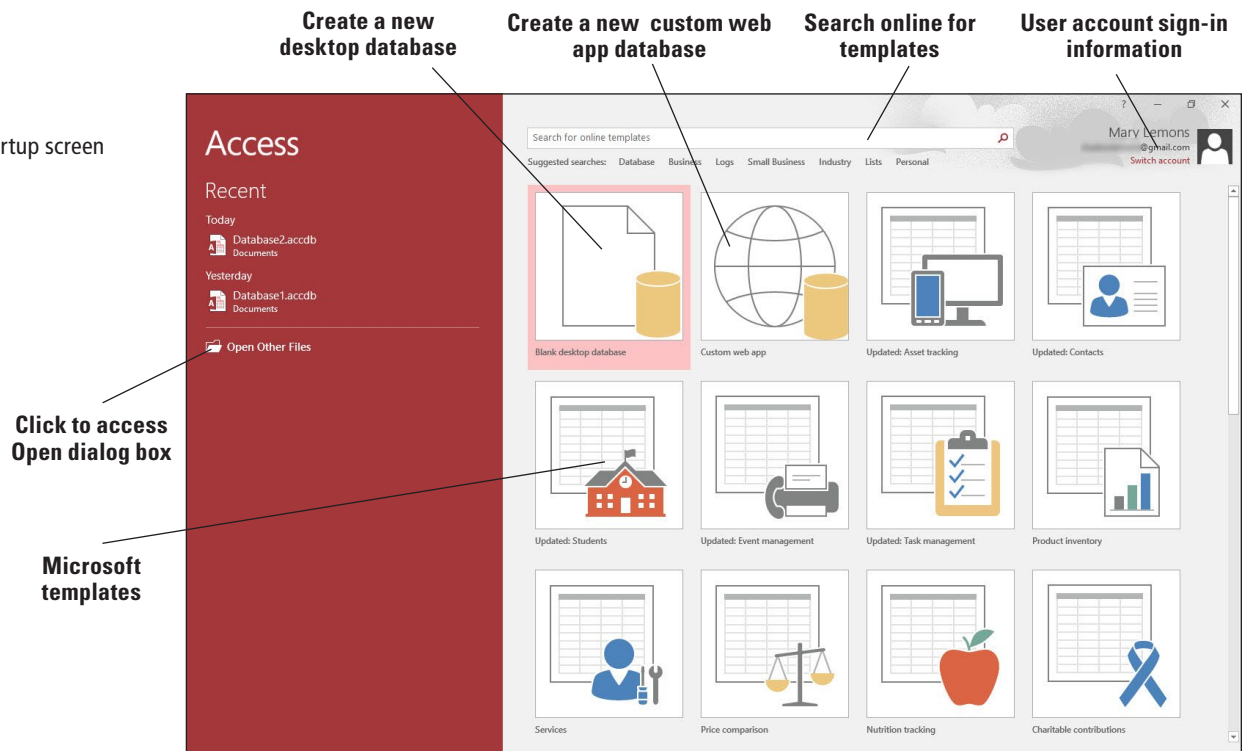 Create a new
desktop database
Create a new custom web
app database
Search online for
templates
User account sign-in
information
rtup screen
Access
Search for online templates
Suggested searches: Database Business Logs Small Business Industry Lists Personal
? — X
Mary Lemons
@gmail.com
Switch account
Recent
Today
Database2.accdb
Documents
Yesterday
Database1.accdb
Documents
Open Other Files
Click to access
Open dialog box
Microsoft
templates
Blank desktop database
Custom web app
Updated: Asset tracking
Updated: Contacts
Updated: Students
Updated: Event management
Updated: Task management
Product inventory
Services
Price comparison
Nutrition tracking
Charitable contributions